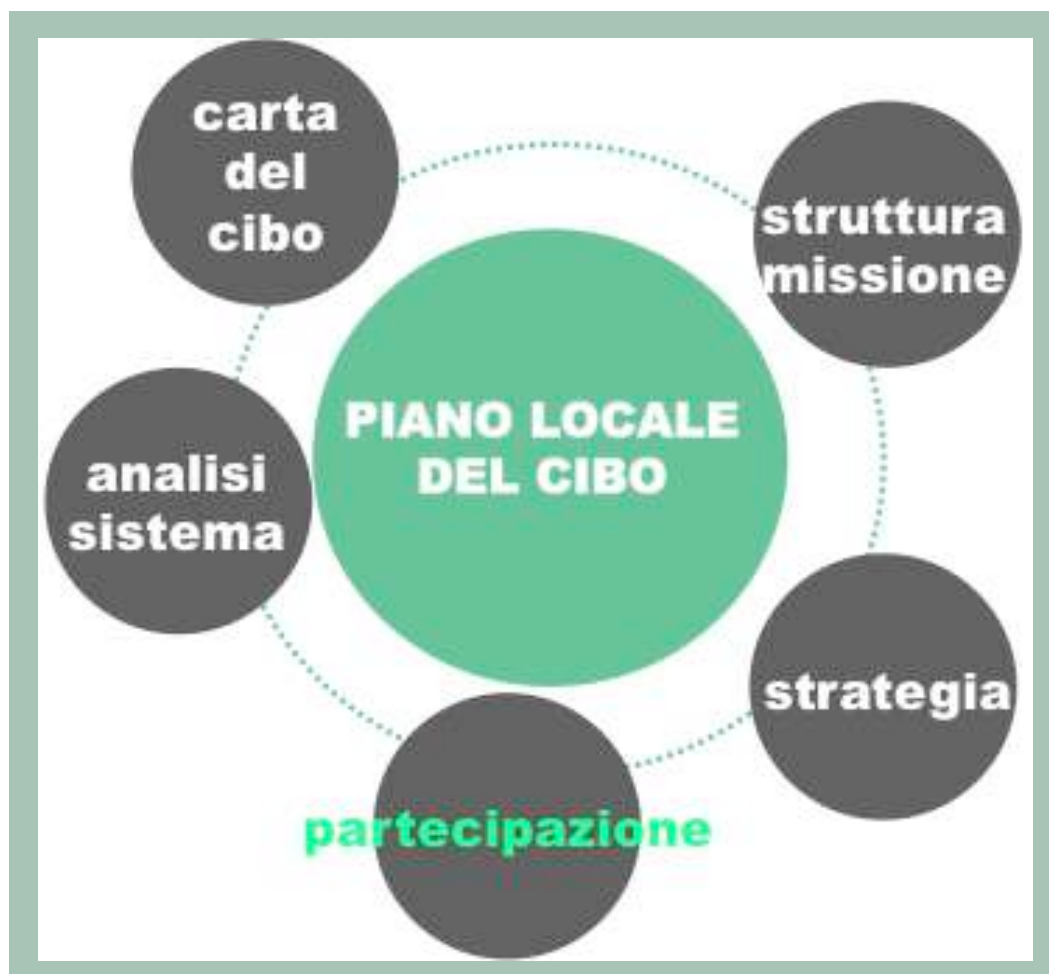 carta
del
cibo
struttura
missione
PIANO LOCALE
DEL CIBO
analisi
sistema
strategia
partecipazione